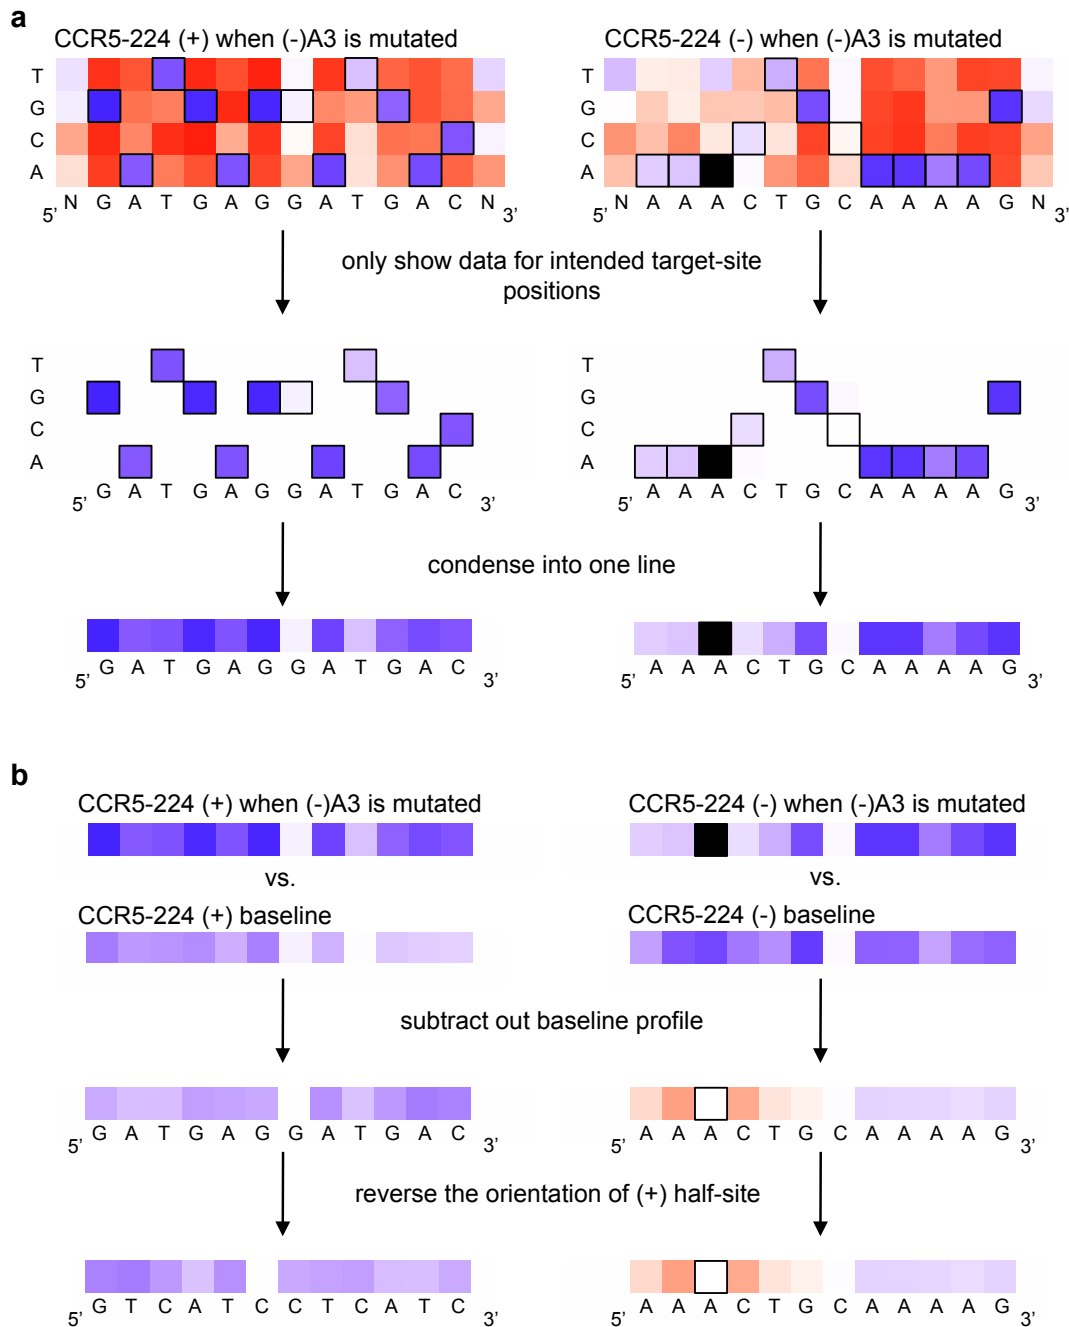 a
CCR5-224 (+) when (-)A3 is mutated
CCR5-224 (-) when (-)A3 is mutated
T
G
C
A
5’ N G A T G A G G A T G A C N 3’
T
G
C
A
5’ N A A A C T G C A A A A G N 3’
only show data for intended target-site
positions
T
G
C
A
5’ G A T G A G G A T G A C 3’
T
G
C
A
5’ A A A C T G C A A A A G 3’
condense into one line
5’ G A T G A G G A T G A C 3’
5’ A A A C T G C A A A A G 3’
b
CCR5-224 (+) when (-)A3 is mutated
CCR5-224 (-) when (-)A3 is mutated
vs.
vs.
CCR5-224 (+) baseline
CCR5-224 (-) baseline
subtract out baseline profile
5’ G A T G A G G A T G A C 3’
5’ A A A C T G C A A A A G 3’
reverse the orientation of (+) half-site
5’ G T C A T C C T C A T C 3’
5’ A A A C T G C A A A A G 3’